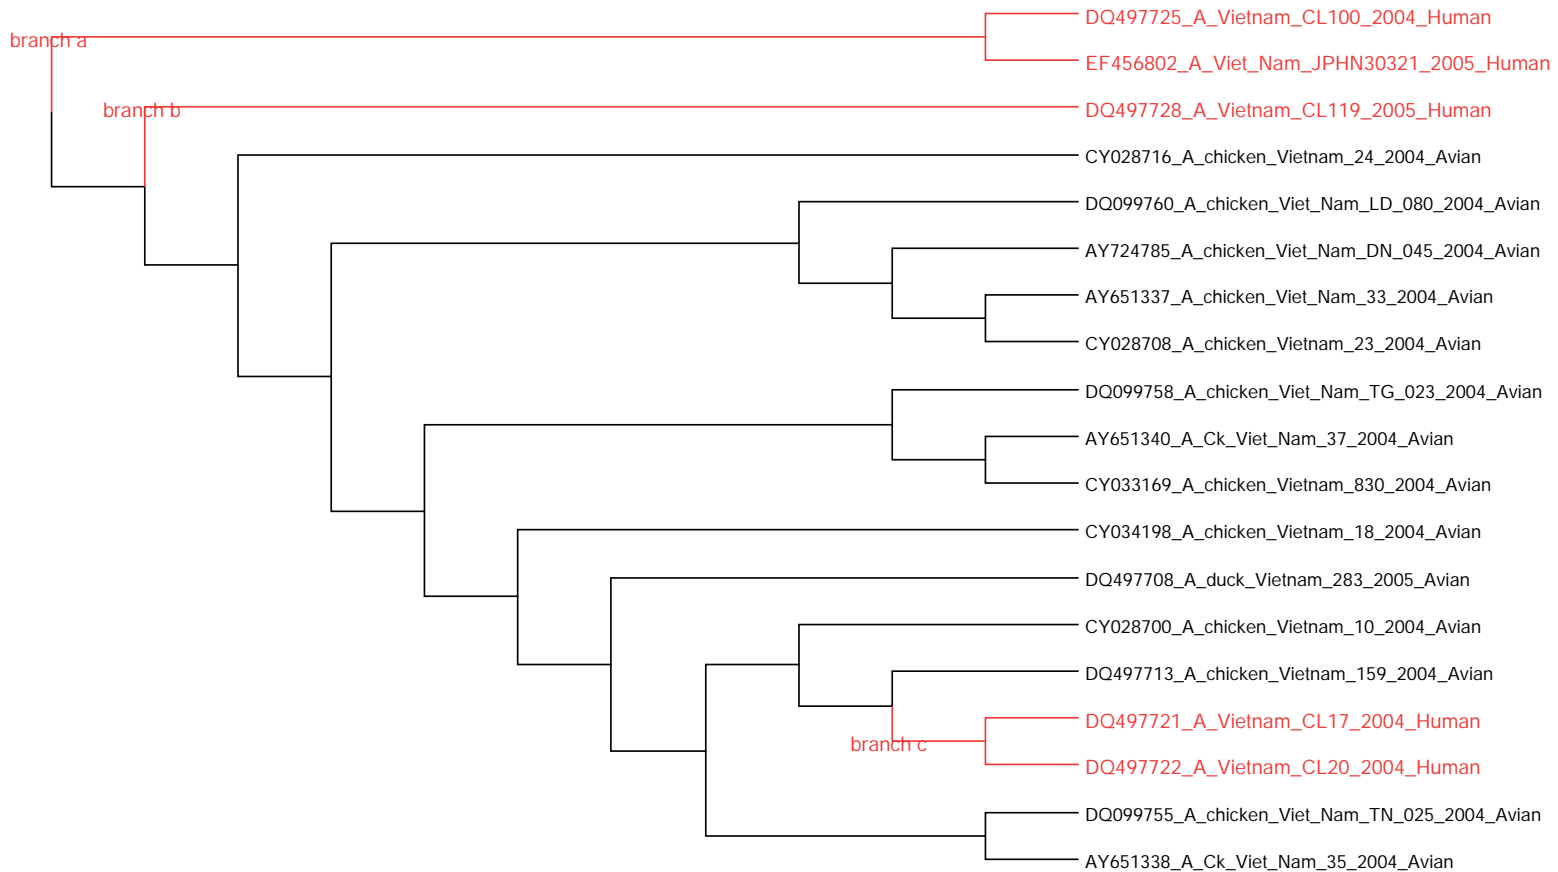 DQ497725_A_Vietnam_CL100_2004_Human
branch a
EF456802_A_Viet_Nam_JPHN30321_2005_Human
branch b
DQ497728_A_Vietnam_CL119_2005_Human
CY028716_A_chicken_Vietnam_24_2004_Avian
DQ099760_A_chicken_Viet_Nam_LD_080_2004_Avian
AY724785_A_chicken_Viet_Nam_DN_045_2004_Avian
AY651337_A_chicken_Viet_Nam_33_2004_Avian
CY028708_A_chicken_Vietnam_23_2004_Avian
DQ099758_A_chicken_Viet_Nam_TG_023_2004_Avian
AY651340_A_Ck_Viet_Nam_37_2004_Avian
CY033169_A_chicken_Vietnam_830_2004_Avian
CY034198_A_chicken_Vietnam_18_2004_Avian
DQ497708_A_duck_Vietnam_283_2005_Avian
CY028700_A_chicken_Vietnam_10_2004_Avian
DQ497713_A_chicken_Vietnam_159_2004_Avian
DQ497721_A_Vietnam_CL17_2004_Human
branch c
DQ497722_A_Vietnam_CL20_2004_Human
DQ099755_A_chicken_Viet_Nam_TN_025_2004_Avian
AY651338_A_Ck_Viet_Nam_35_2004_Avian